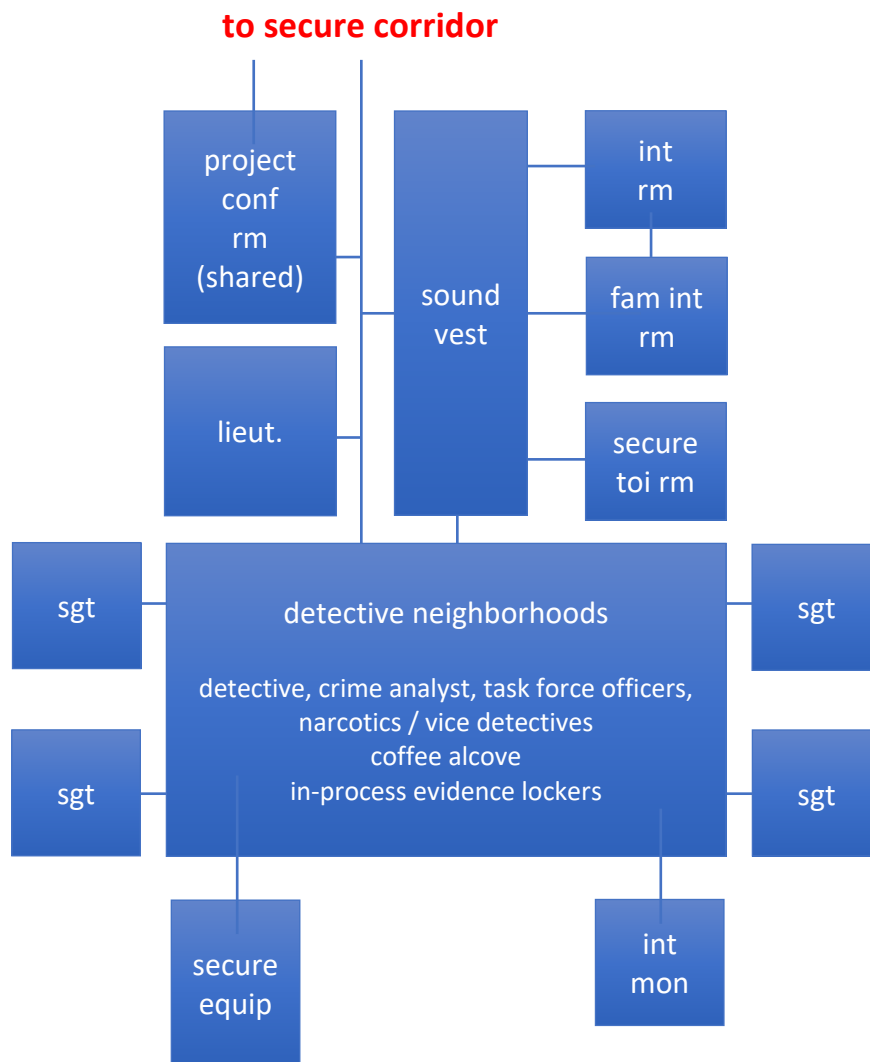 to secure corridor
project
conf
rm
(shared)
int
rm
sound
vest
fam int
rm
lieut.
secure
toi rm
sgt
detective neighborhoods
sgt
detective, crime analyst, task force officers,
narcotics / vice detectives
coffee alcove
in-process evidence lockers
sgt
sgt
secure
equip
int
mon